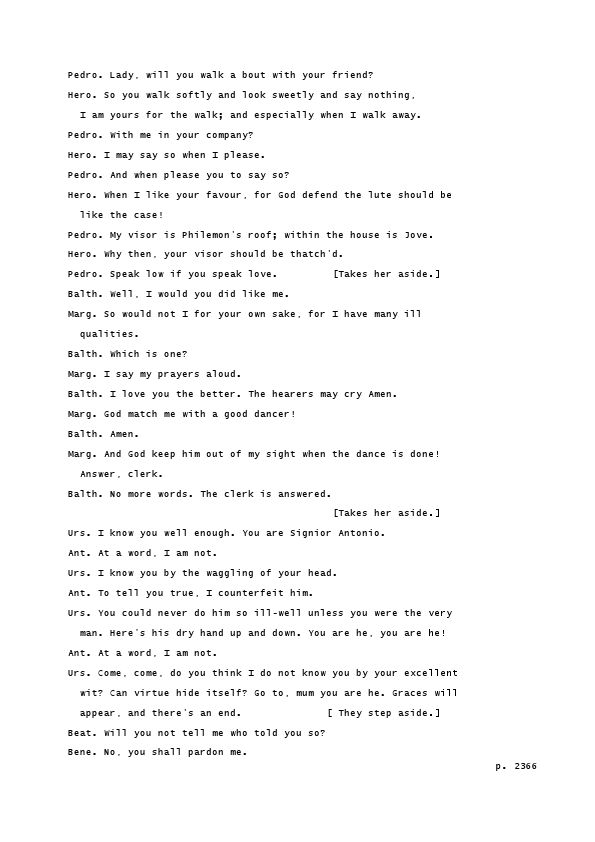 Pedro. Lady, will you walk a bout with your friend?
Hero. So you walk softly and look sweetly and say nothing,
I am yours for the walk; and especially when I walk away.
Pedro. With me in your company?
Hero. I may say so when I please.
Pedro. And when please you to say so?
Hero. When I like your favour, for God defend the lute should be
like the case!
Pedro. My visor is Philemon's roof; within the house is Jove.
Hero. Why then, your visor should be thatch'd.
Pedro. Speak low if you speak love. [Takes her aside.]
Balth. Well, I would you did like me.
Marg. So would not I for your own sake, for I have many ill
qualities.
Balth. Which is one?
Marg. I say my prayers aloud.
Balth. I love you the better. The hearers may cry Amen.
Marg. God match me with a good dancer!
Balth. Amen.
Marg. And God keep him out of my sight when the dance is done!
Answer, clerk.
Balth. No more words. The clerk is answered.
[Takes her aside.]
Urs. I know you well enough. You are Signior Antonio.
Ant. At a word, I am not.
Urs. I know you by the waggling of your head.
Ant. To tell you true, I counterfeit him.
Urs. You could never do him so ill-well unless you were the very
man. Here's his dry hand up and down. You are he, you are he!
Ant. At a word, I am not.
Urs. Come, come, do you think I do not know you by your excellent
wit? Can virtue hide itself? Go to, mum you are he. Graces will
appear, and there's an end. [ They step aside.]
Beat. Will you not tell me who told you so?
Bene. No, you shall pardon me.
p. 2366